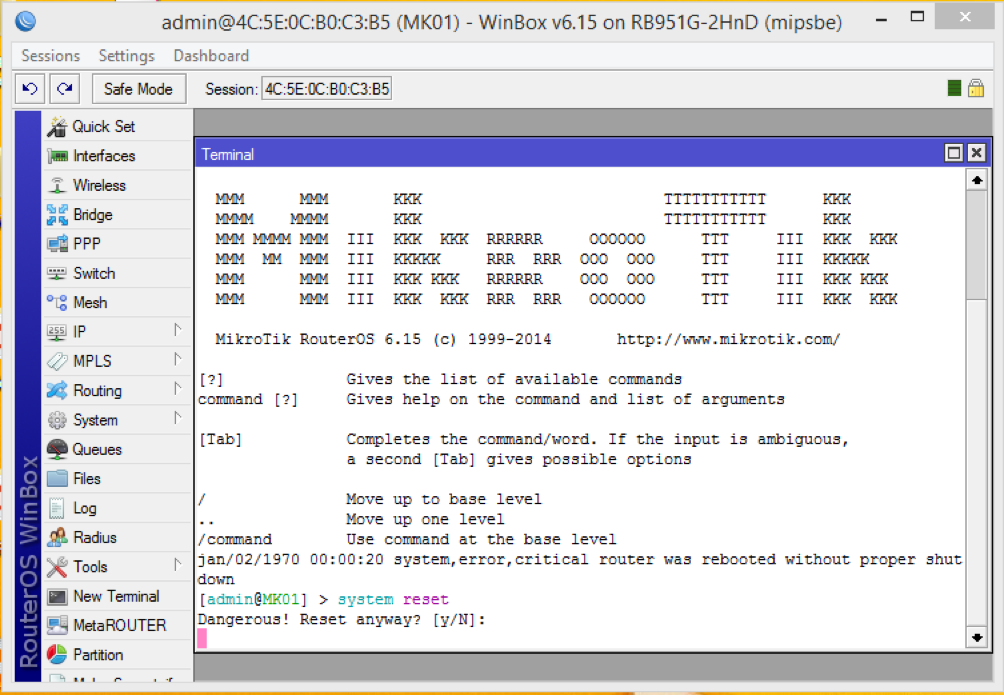 admin@4C:5E:0C:B0:C3:B5 (MK01) - WinBox v6.15 on RB951G-2HnD (mipsbe)
Sessions Settings Dashboard
Safe Mode Session: 4C:5E:0C:B0:C3:B5
Quick Set
Interfaces
Wireless
Bridge
PPP
Switch
Mesh
255 IP
MPLS
Routing
System
Queues
Files
Log
Radius
Tools
New Terminal
MetaROUTER
Partition
RouterOS WinBox
Terminal
MMM      MMM       KKK                          TTTTTTTTTTT      KKK
MMMM    MMMM       KKK                          TTTTTTTTTTT      KKK
MMM MMMM MMM  III  KKK  KKK  RRRRRR     OOOOOO      TTT     III  KKK  KKK
MMM  MM  MMM  III  KKKKK     RRR  RRR  OOO  OOO     TTT     III  KKKKK
MMM      MMM  III  KKK KKK   RRRRRR    OOO  OOO     TTT     III  KKK KKK
MMM      MMM  III  KKK  KKK  RRR  RRR   OOOOOO      TTT     III  KKK  KKK
MikroTik RouterOS 6.15 (c) 1999-2014       http://www.mikrotik.com/
[?]             Gives the list of available commands
command [?]     Gives help on the command and list of arguments
[Tab]           Completes the command/word. If the input is ambiguous,
a second [Tab] gives possible options
/               Move up to base level
..              Move up one level
/command        Use command at the base level
jan/02/1970 00:00:20 system,error,critical router was rebooted without proper shut
down
[admin@MK01] > system reset
Dangerous! Reset anyway? [y/N]: